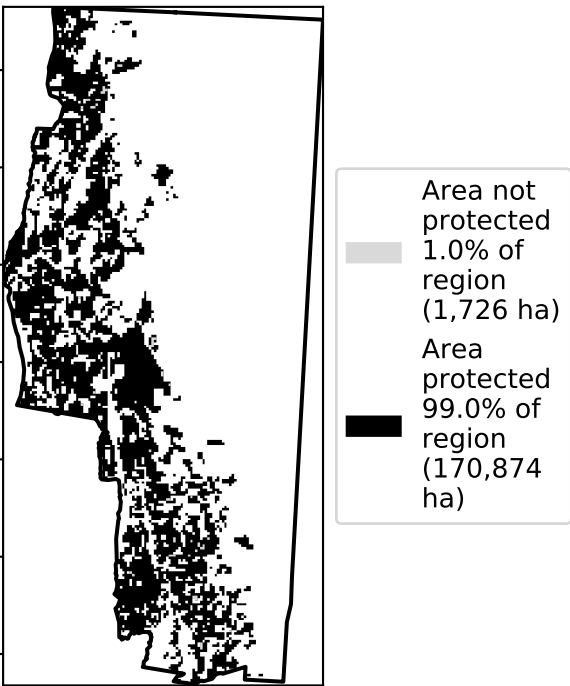 Area not
protected
1.0% of
region
(1,726 ha)
Area
protected
99.0% of
region
(170,874
ha)